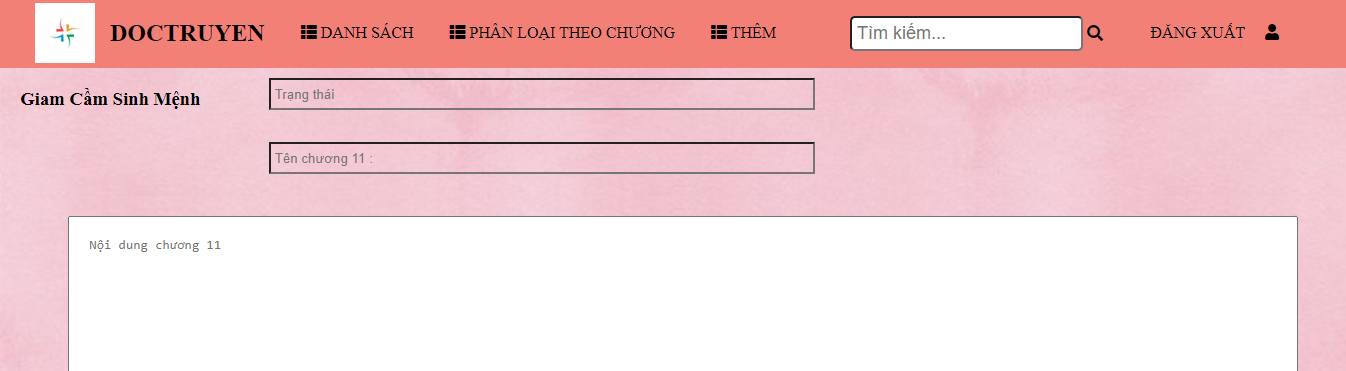 DOCTRUYEN DANH SÁCH PHÂN LOẠI THEO CHƯƠNG THÊM Tìm kiếm... ĐĂNG XUẤT
Giam Cầm Sinh Mệnh
Trạng thái
Tên chương 11 :
Nội dung chương 11